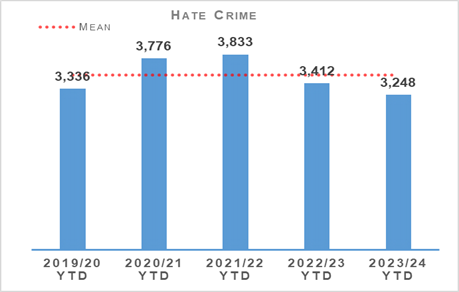 HATE CRIME
MEAN
3,336
3,776
3,833
3,412
3,248
2019/20 2020/21 2021/22 2022/23 2023/24
YTD YTD YTD YTD YTD